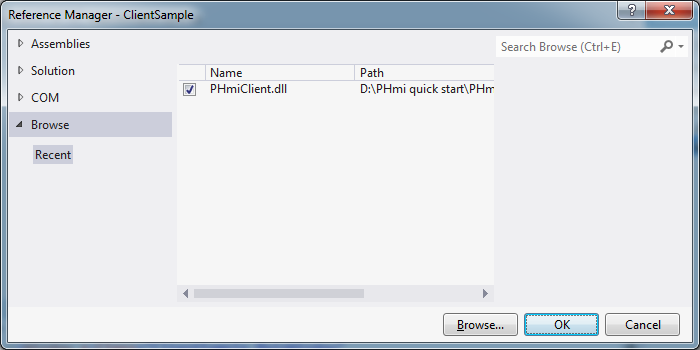 Reference Manager - ClientSample
Assemblies
Solution
COM
Browse
Recent
Name Path
PHmiClient.dll D:\PHmi quick start\PHm
Search Browse (Ctrl+E)
Browse... OK Cancel